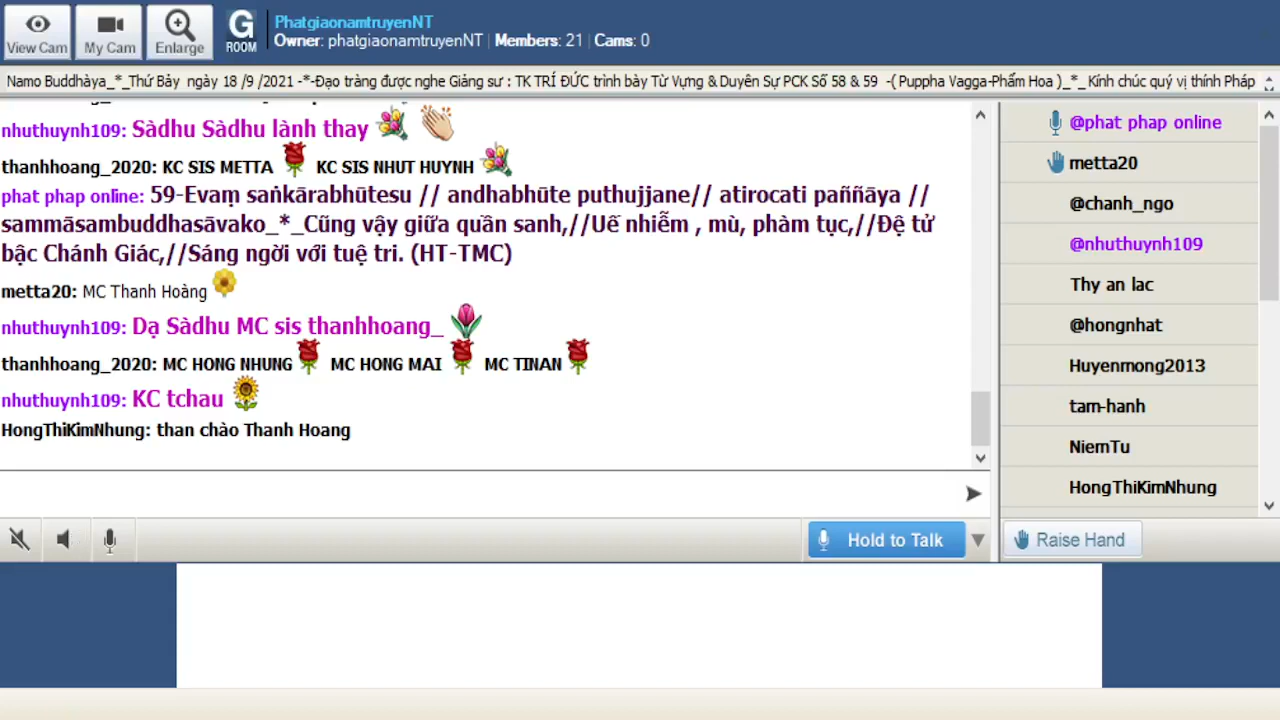 View Cam
My Cam
Enlarge
G
ROOM
PhatgiaonamtruyenNT
Owner: phatgiaonamtruyenNT | Members: 21 | Cams: 0
Namo Buddhàya_*_Thứ Bảy ngày 18 /9 /2021 -*-Đạo tràng được nghe Giảng sư : TK TRÍ ĐỨC trình bày Từ Vựng & Duyên Sự PCK Số 58 & 59 -( Puppha Vagga-Phẩm Hoa )_*_ Kính chúc quý vị thính Pháp
nhuthuynh109: Sàdhu Sàdhu lành thay
thanhhoang_2020: KC SIS METTA KC SIS NHUT HUYNH
phat phap online: 59-Evaṃ saṅkārabhūtesu // andhabhūte puthujjane// atirocati paññāya //
sammāsambuddhasāvako_*_Cũng vậy giữa quần sanh,//Uế nhiễm , mù, phàm tục,//Đệ tử
bậc Chánh Giác,//Sáng ngời với tuệ tri. (HT-TMC)
metta20: MC Thanh Hoàng
nhuthuynh109: Dạ Sàdhu MC sis thanhhoang_
thanhhoang_2020: MC HONG NHUNG MC HONG MAI MC TINAN
nhuthuynh109: KC tchau
HongThiKimNhung: than chào Thanh Hoang
@phat phap online
metta20
@chanh_ngo
@nhuthuynh109
Thy an lac
@hongnhat
Huyenmong2013
tam-hanh
NiemTu
HongThiKimNhung
Hold to Talk
Raise Hand